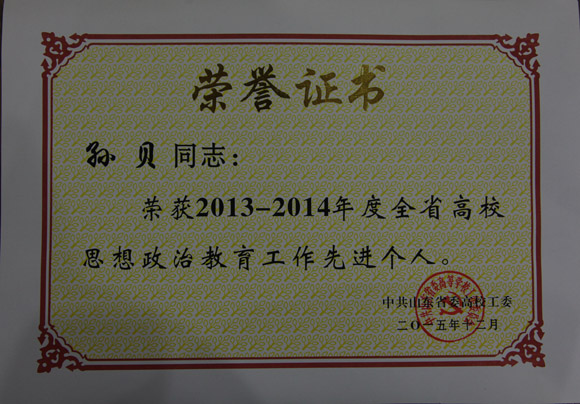 荣誉证书
孙贝同志：
荣获2013-2014年度全省高校
思想政治教育工作先进个人。
中共山东省委高校工委
二〇一五年十二月